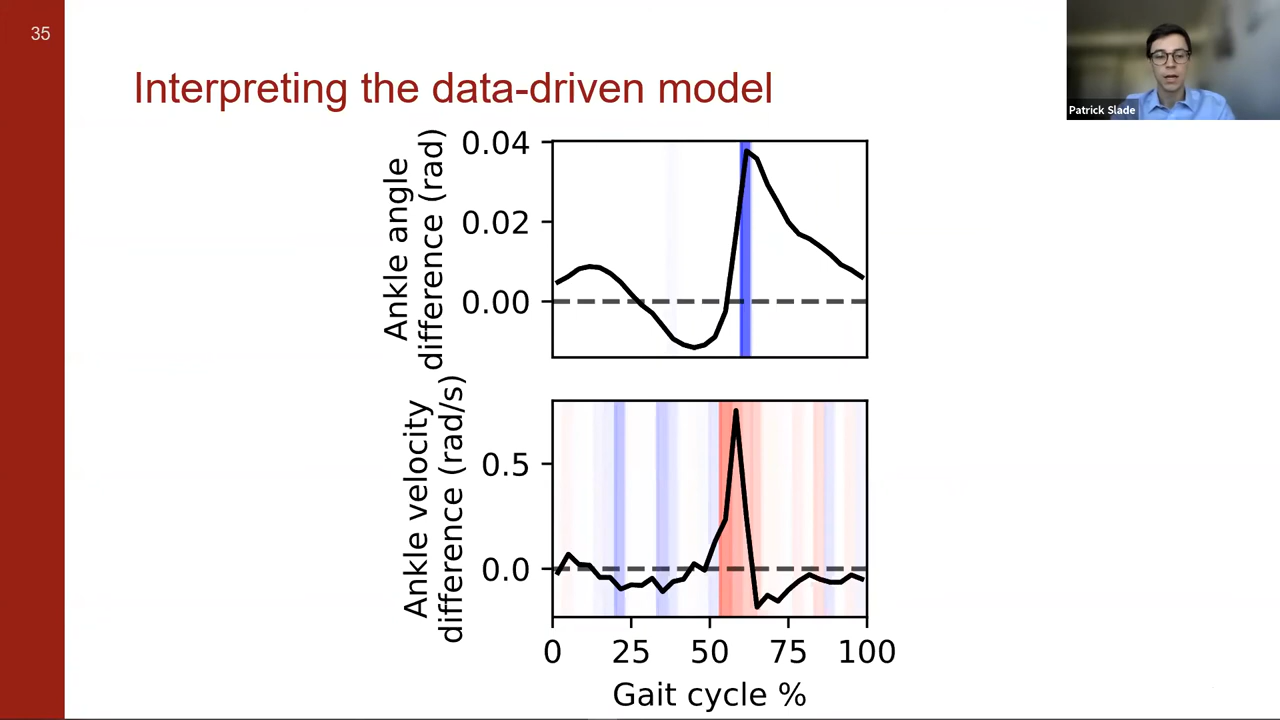 35
Interpreting the data-driven model
Patrick Slade
Ankle angle
difference (rad)
0.04
0.02
0.00
Ankle velocity
difference (rad/s)
0.5
0.0
0 25 50 75 100
Gait cycle %